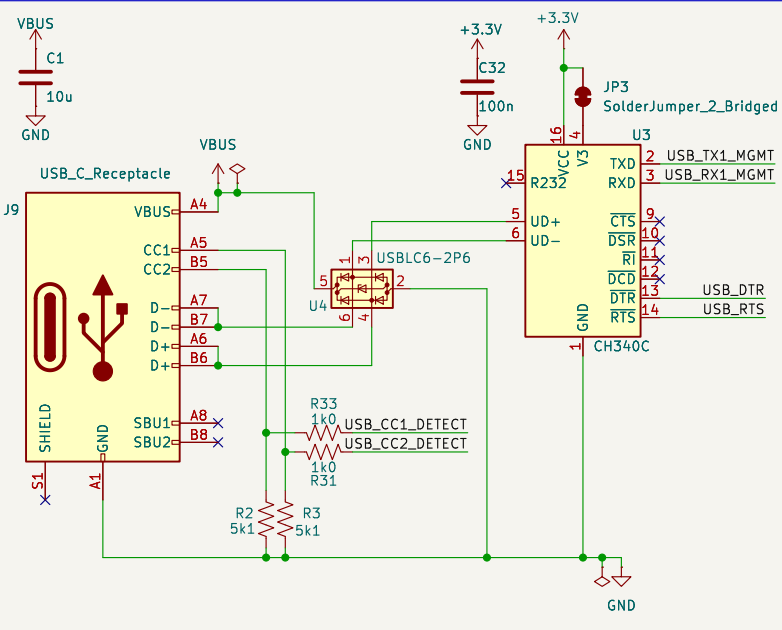 VBUS
C1
10u
GND
+3.3V
C32
100n
GND
+3.3V
JP3
SolderJumper_2_Bridged
U3
16
4
VCC
V3
15
R232
TXD
2
USB_TX1_MGMT
RXD
3
USB_RX1_MGMT
5
UD+
6
UD-
CTS
9
DSR
10
RI
11
DCD
12
DTR
13
USB_DTR
RTS
14
USB_RTS
GND
1
CH340C
VBUS
USB_C_Receptacle
J9
VBUS
A4
CC1
A5
CC2
B5
D-
A7
D-
B7
D+
A6
D+
B6
SBU1
A8
SBU2
B8
SHIELD
GND
S1
A1
1
3
USBLC6-2P6
5
2
U4
6
4
R33
1k0
USB_CC1_DETECT
USB_CC2_DETECT
1k0
R31
R2
5k1
R3
5k1
GND